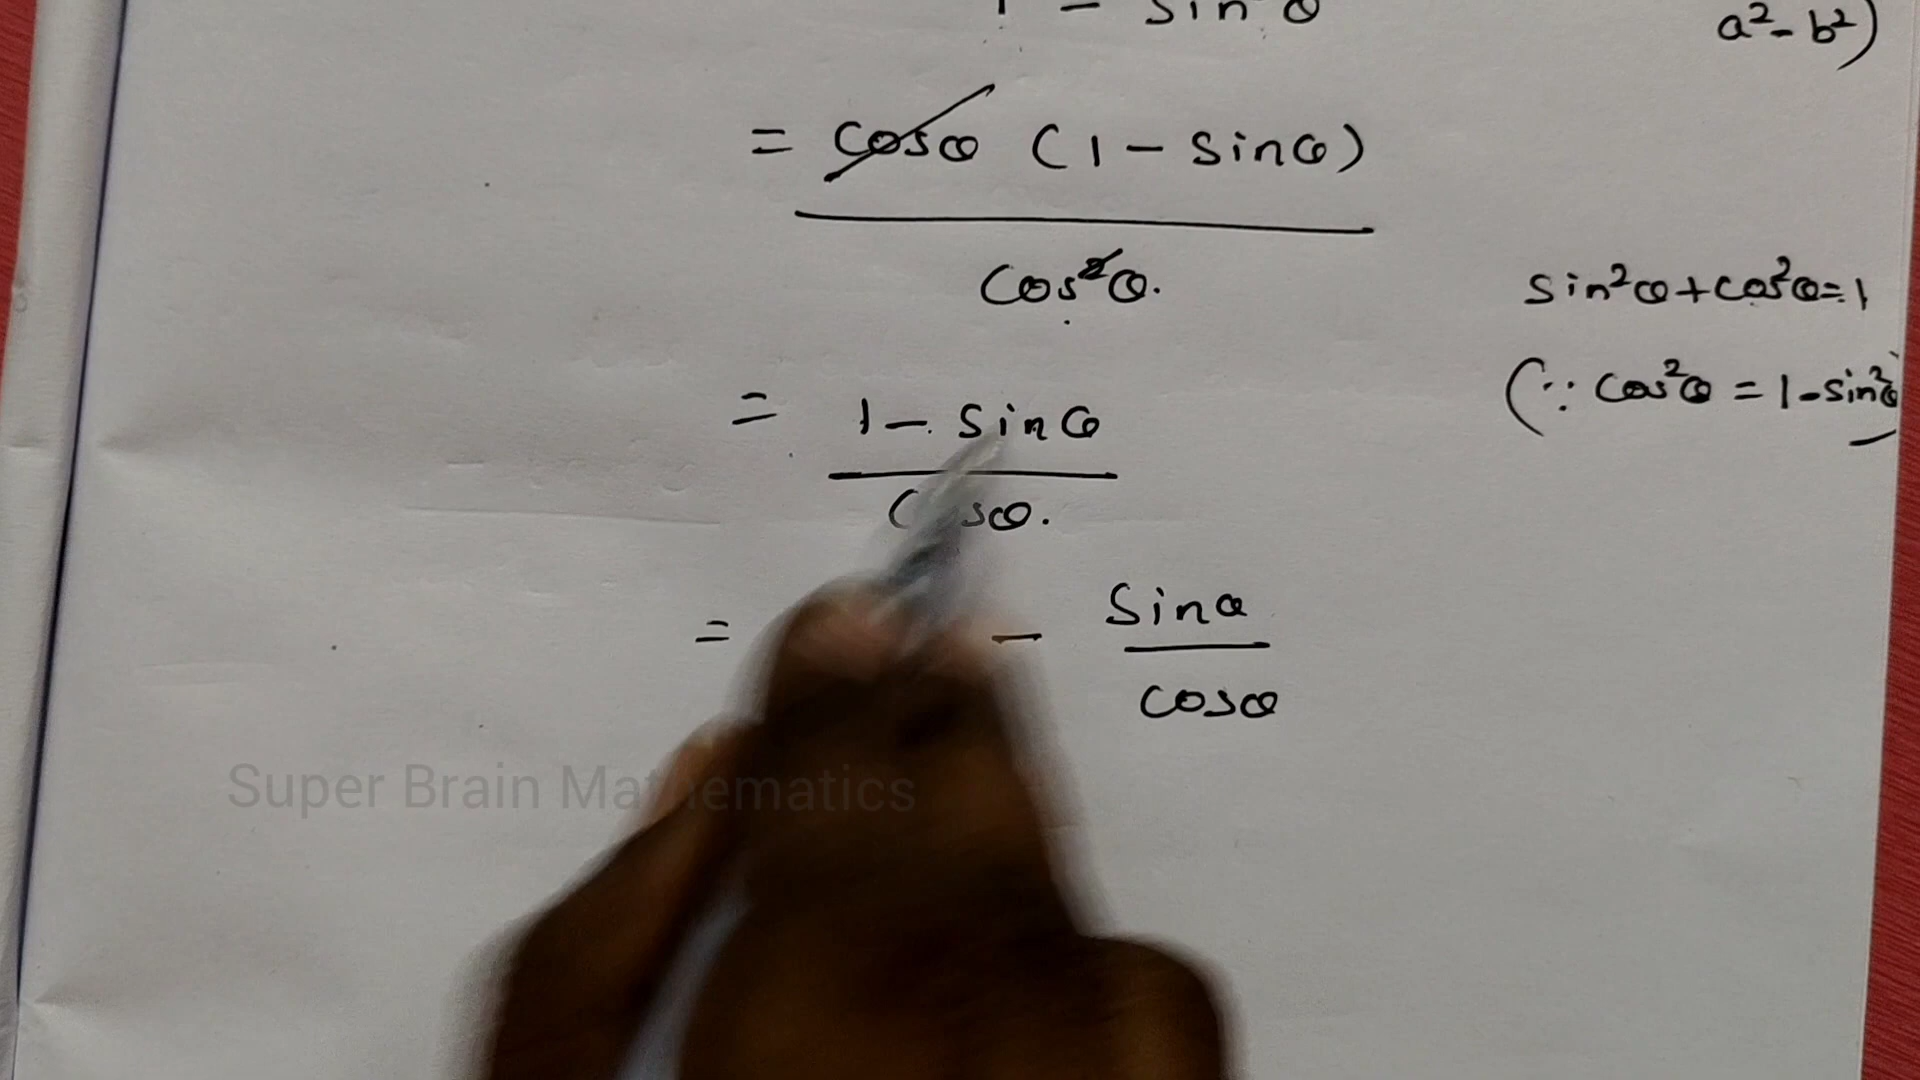 1 - sin θ
a² - b²)
= cosθ (1 - sinθ)
cos²θ.
sin²θ + cos²θ = 1
(∵ cos²θ = 1 - sin²θ
= 1 - sinθ
cosθ.
= - sinθ
cosθ
Super Brain Mathematics